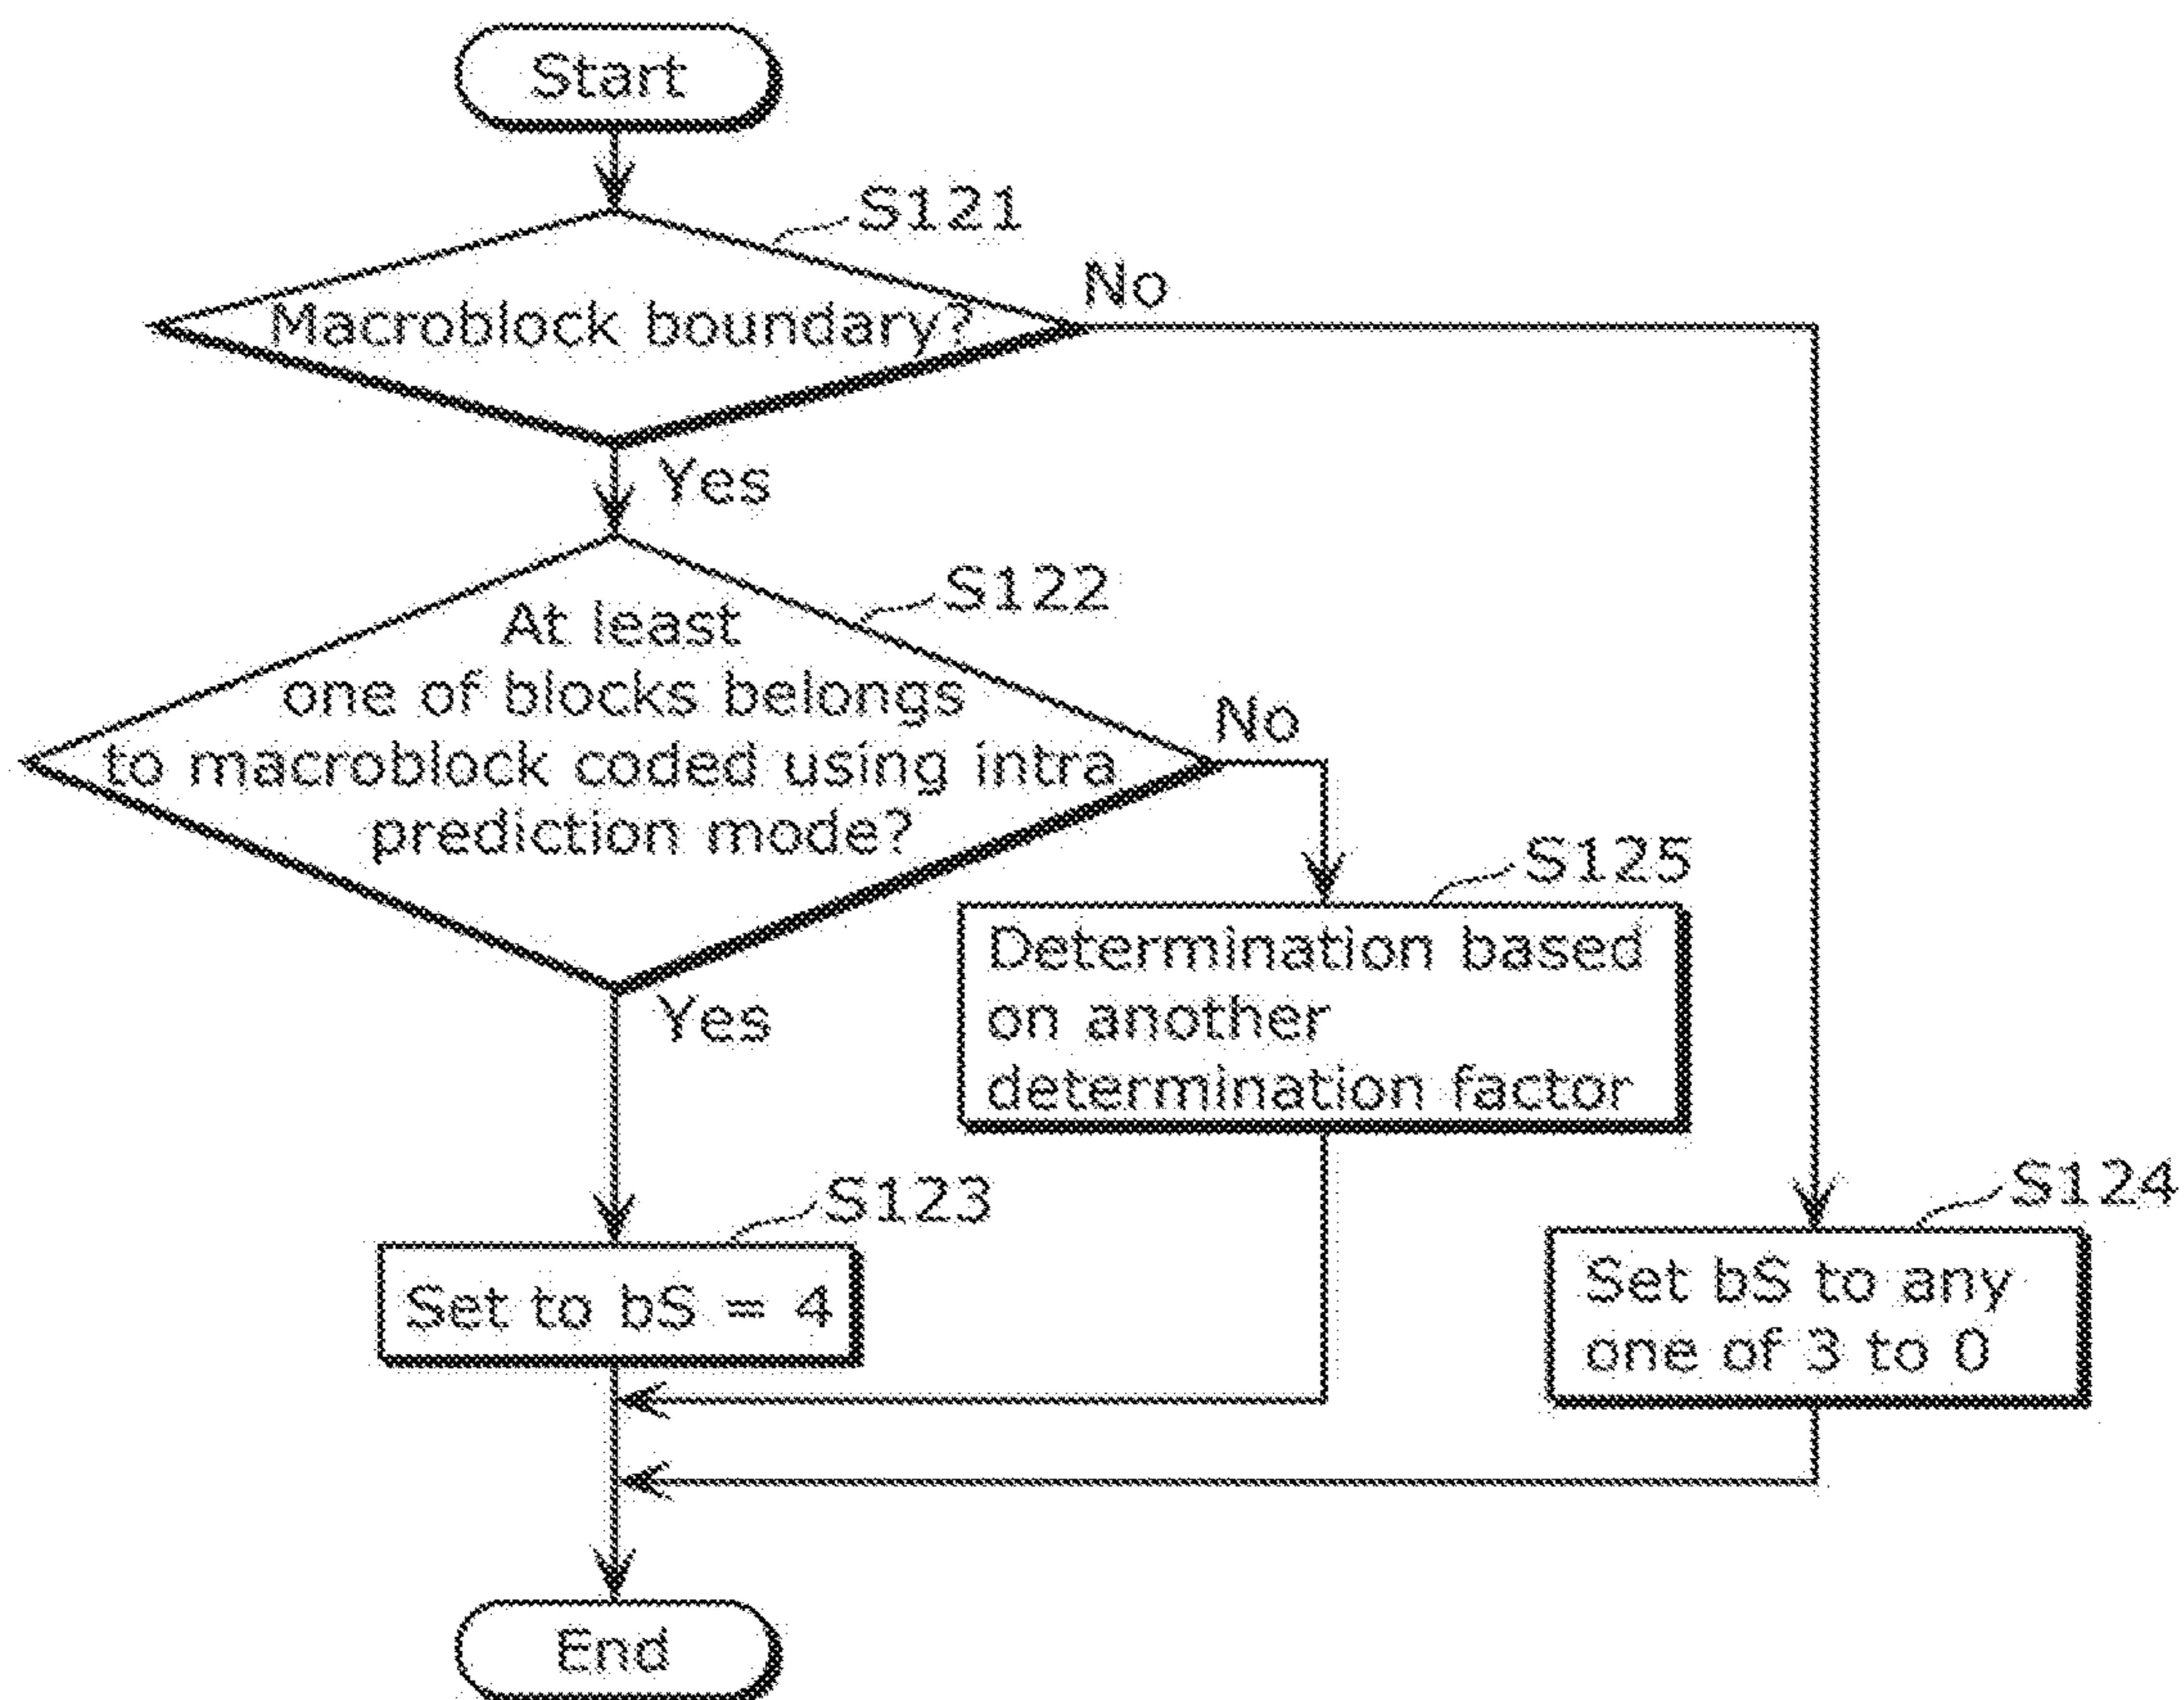 Start
S121
Macroblock boundary?
No
Yes
S122
At least
one of blocks belongs
to macroblock coded using intra
prediction mode?
No
Yes
S125
Determination based
on another
determination factor
S123
Set to bS = 4
S124
Set bS to any
one of 3 to 0
End